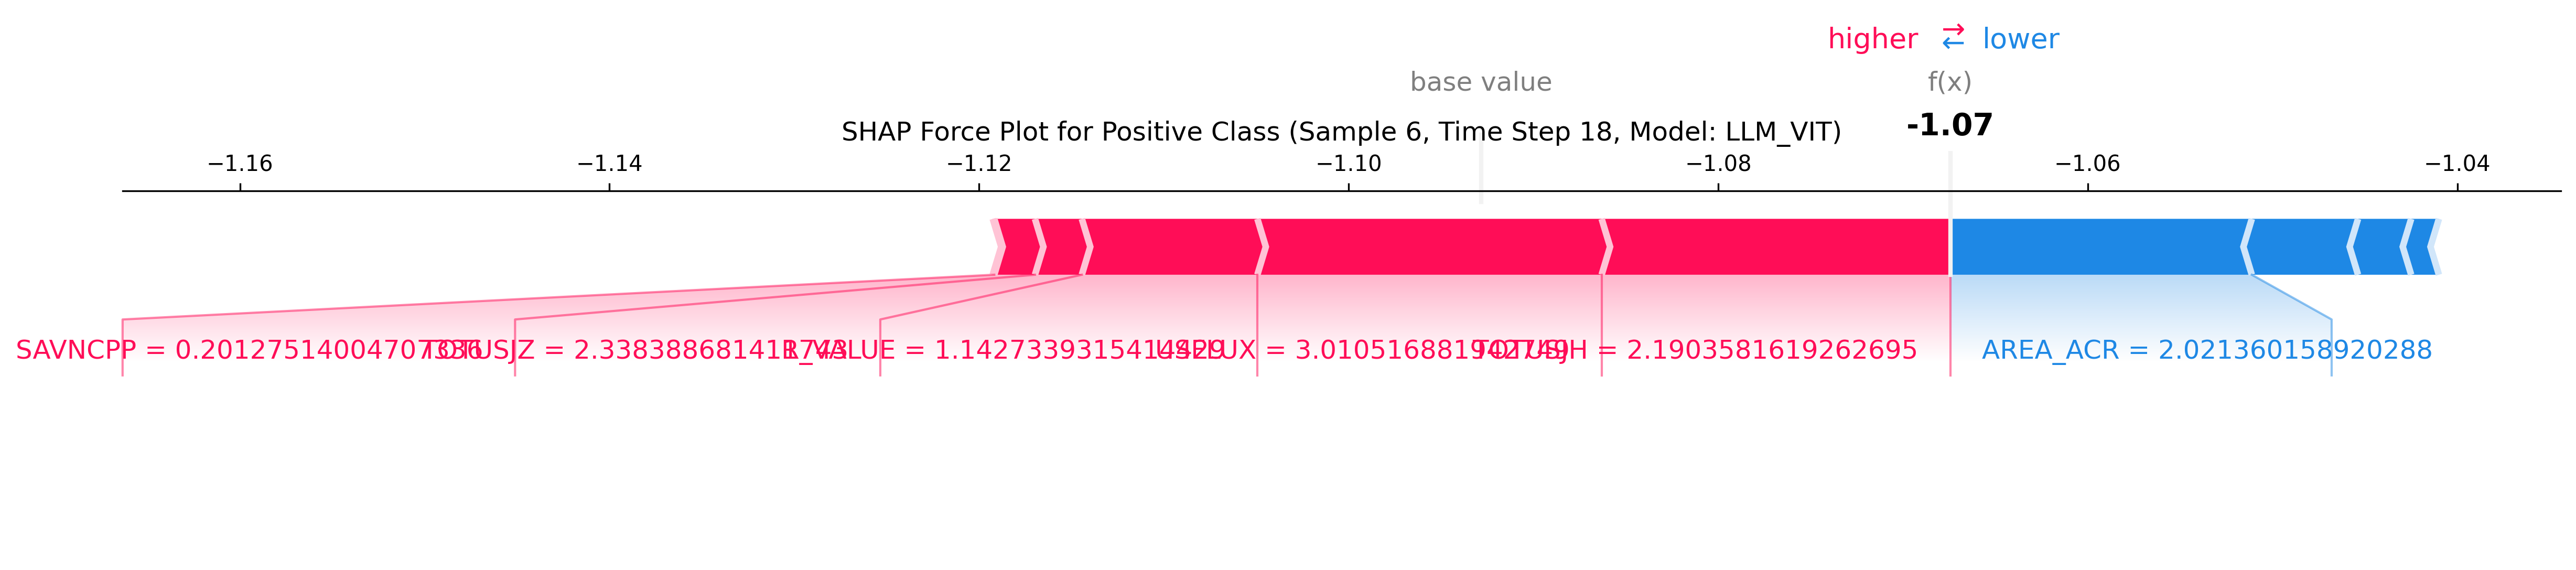 higher ⇄ lower
base value
f(x)
SHAP Force Plot for Positive Class (Sample 6, Time Step 18, Model: LLM_VIT)
-1.07
−1.16 −1.14 −1.12 −1.10 −1.08 −1.06 −1.04
SAVNCPP = 0.20127514004707336 TOTUSJZ = 2.338388681411743 R_VALUE = 1.1427339315414429 USFLUX = 3.010516881942749 TOTUSJH = 2.1903581619262695 AREA_ACR = 2.021360158920288